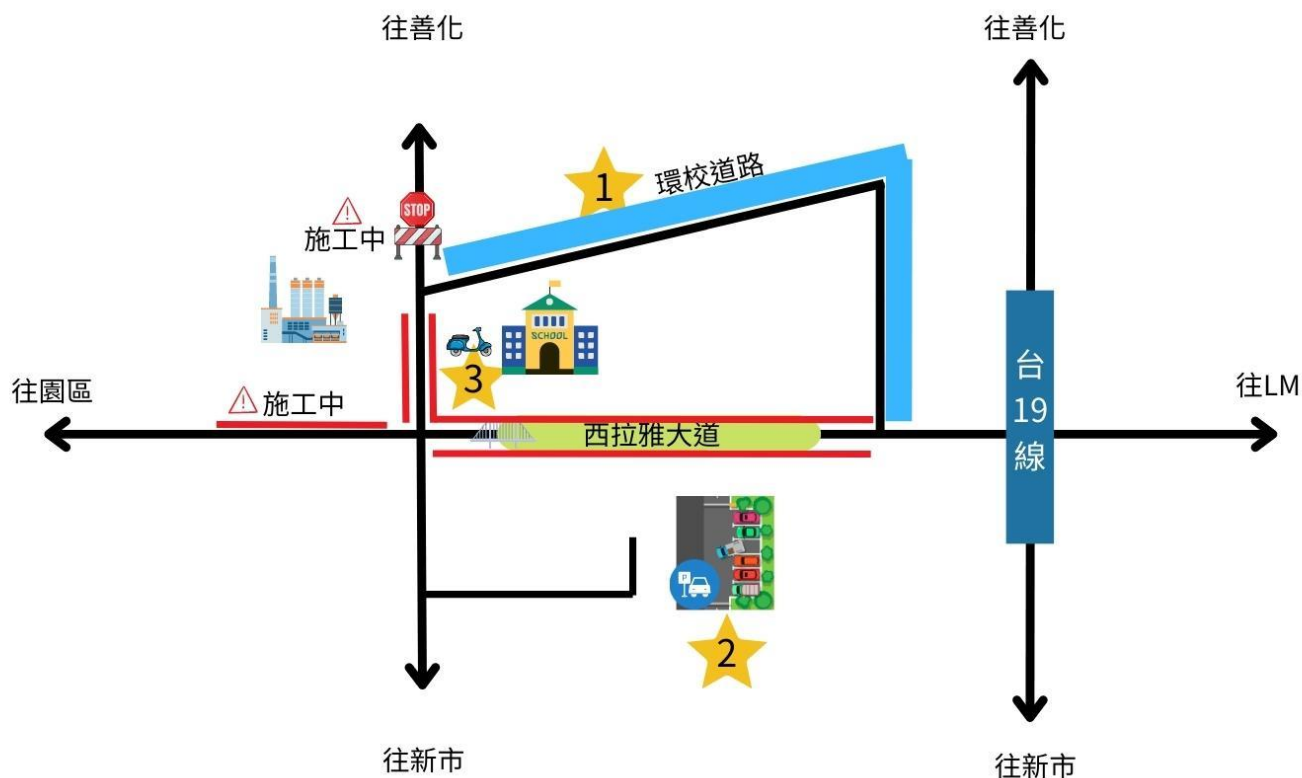 往善化
往善化
1
環校道路
STOP
施工中
SCHOOL
3
往園區
施工中
台
19
線
往LM
西拉雅大道
P
2
往新市
往新市